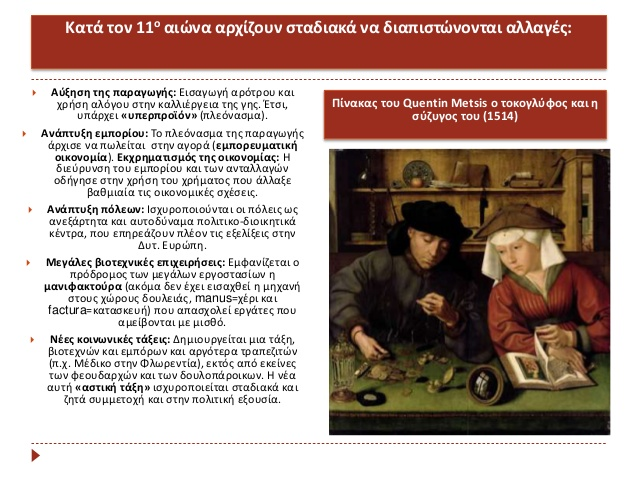 Κατά τον 11ο αιώνα αρχίζουν σταδιακά να διαπιστώνονται αλλαγές:
Αύξηση της παραγωγής: Εισαγωγή αρότρου και
χρήση αλόγου στην καλλιέργεια της γης. Έτσι,
υπάρχει «υπερπροϊόν» (πλεόνασμα).
Ανάπτυξη εμπορίου: Το πλεόνασμα της παραγωγής
άρχισε να πωλείται στην αγορά (εμπορευματική
οικονομία). Εκχρηματισμός της οικονομίας: Η
διεύρυνση του εμπορίου και των ανταλλαγών
οδήγησε στην χρήση του χρήματος που άλλαξε
βαθμιαία τις οικονομικές σχέσεις.
Ανάπτυξη πόλεων: Ισχυροποιούνται οι πόλεις ως
ανεξάρτητα και αυτοδύναμα πολιτικο-διοικητικά
κέντρα, που επηρεάζουν πλέον τις εξελίξεις στην
Δυτ. Ευρώπη.
Μεγάλες βιοτεχνικές επιχειρήσεις: Εμφανίζεται ο
πρόδρομος των μεγάλων εργοστασίων η
μανιφακτούρα (ακόμα δεν έχει εισαχθεί η μηχανή
στους χώρους δουλειάς, manus=χέρι και
factura=κατασκευή) που απασχολεί εργάτες που
αμείβονται με μισθό.
Νέες κοινωνικές τάξεις: Δημιουργείται μια τάξη,
βιοτεχνών και εμπόρων και αργότερα τραπεζιτών
(π.χ. Μέδικο στην Φλωρεντία), εκτός από εκείνες
των φεουδαρχών και των δουλοπάροικων. Η νέα
αυτή «αστική τάξη» ισχυροποιείται σταδιακά και
ζητά συμμετοχή και στην πολιτική εξουσία.
Πίνακας του Quentin Metsis ο τοκογλύφος και η
σύζυγος του (1514)